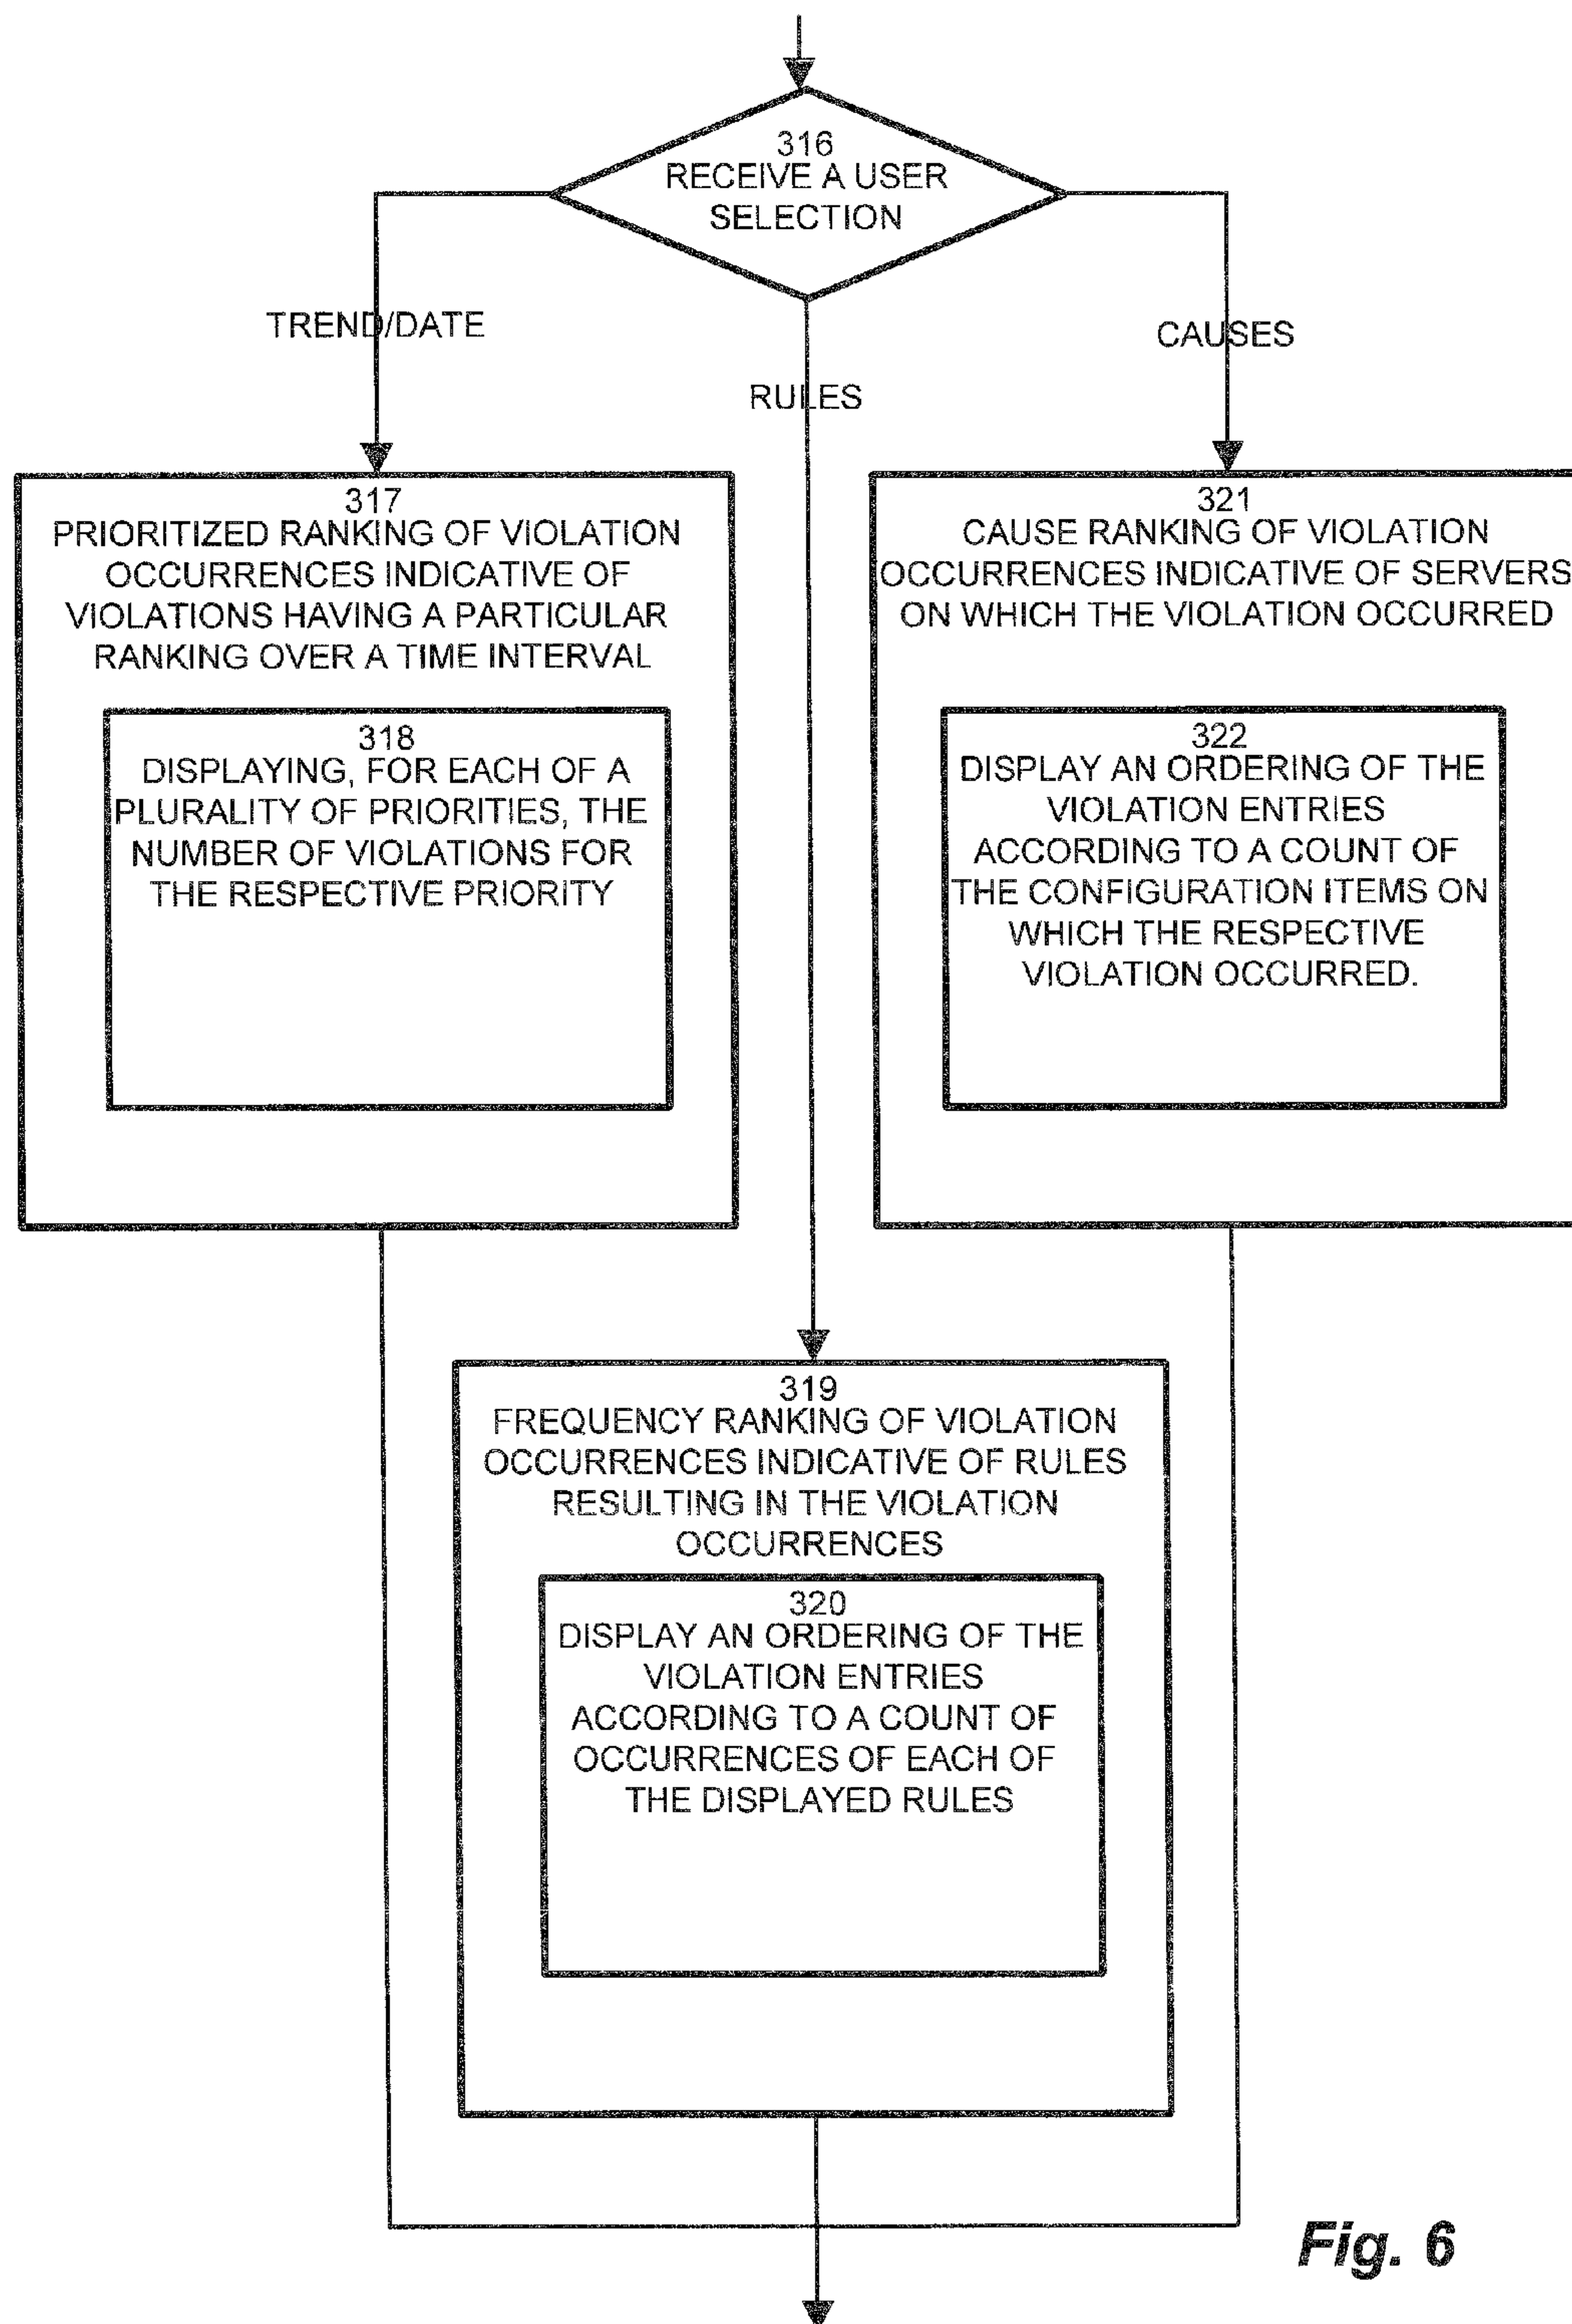 316
RECEIVE A USER
SELECTION
TREND/DATE
CAUSES
RULES
317
PRIORITIZED RANKING OF VIOLATION
OCCURRENCES INDICATIVE OF
VIOLATIONS HAVING A PARTICULAR
RANKING OVER A TIME INTERVAL
318
DISPLAYING, FOR EACH OF A
PLURALITY OF PRIORITIES, THE
NUMBER OF VIOLATIONS FOR
THE RESPECTIVE PRIORITY
321
CAUSE RANKING OF VIOLATION
OCCURRENCES INDICATIVE OF SERVERS
ON WHICH THE VIOLATION OCCURRED
322
DISPLAY AN ORDERING OF THE
VIOLATION ENTRIES
ACCORDING TO A COUNT OF
THE CONFIGURATION ITEMS ON
WHICH THE RESPECTIVE
VIOLATION OCCURRED.
319
FREQUENCY RANKING OF VIOLATION
OCCURRENCES INDICATIVE OF RULES
RESULTING IN THE VIOLATION
OCCURRENCES
320
DISPLAY AN ORDERING OF THE
VIOLATION ENTRIES
ACCORDING TO A COUNT OF
OCCURRENCES OF EACH OF
THE DISPLAYED RULES
Fig. 6